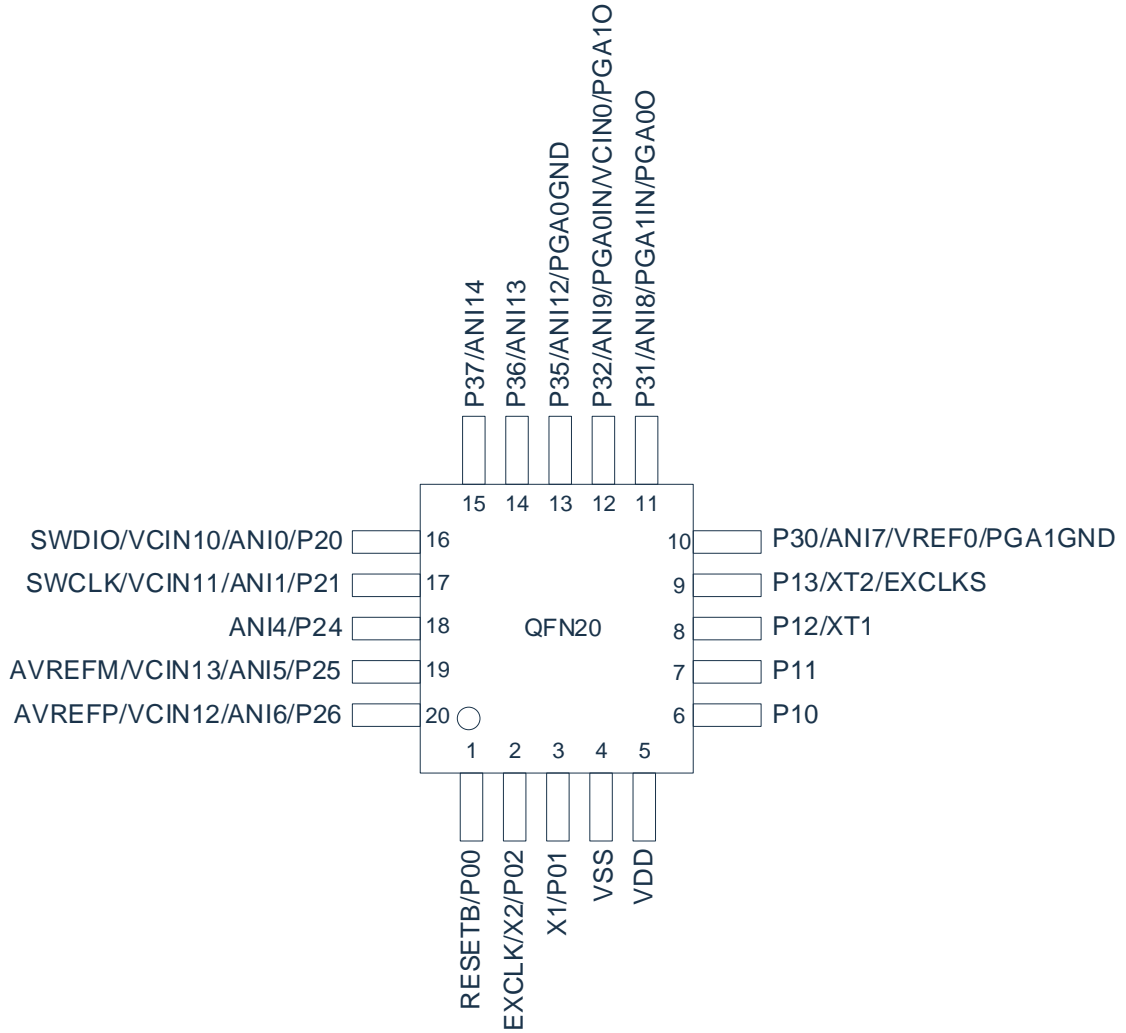 P37/ANI14
P36/ANI13
P35/ANI12/PGA0GND
P32/ANI9/PGA0IN/VCIN0/PGA1O
P31/ANI8/PGA1IN/PGA0O
15
14
13
12
11
SWDIO/VCIN10/ANI0/P20
16
SWCLK/VCIN11/ANI1/P21
17
ANI4/P24
18
AVREFM/VCIN13/ANI5/P25
19
AVREFP/VCIN12/ANI6/P26
20
QFN20
10
P30/ANI7/VREF0/PGA1GND
9
P13/XT2/EXCLKS
8
P12/XT1
7
P11
6
P10
1
2
3
4
5
RESETB/P00
EXCLK/X2/P02
X1/P01
VSS
VDD